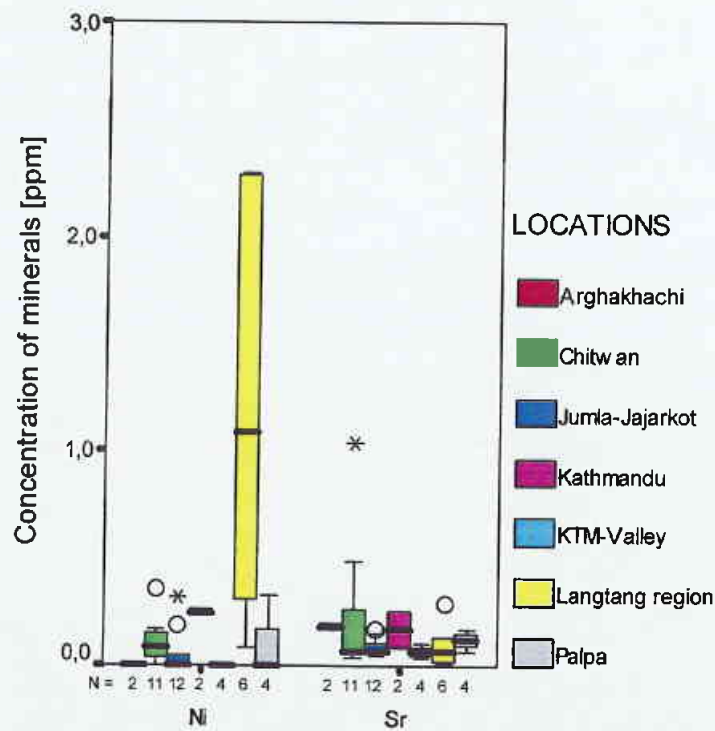 3,0
2,0
1,0
0,0
Concentration of minerals [ppm]
N = 2 11 12 2 4 6 4 2 11 12 2 4 6 4
Ni Sr
LOCATIONS
Arghakhachi
Chitwan
Jumla-Jajarkot
Kathmandu
KTM-Valley
Langtang region
Palpa